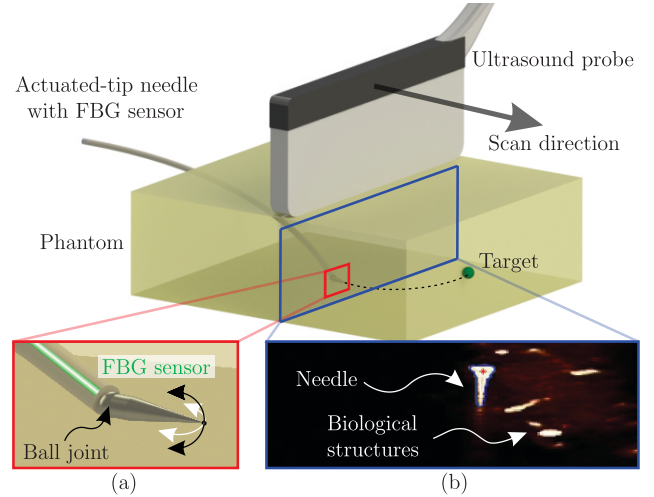 Ultrasound probe
Actuated-tip needle
with FBG sensor
Scan direction
Phantom
Target
FBG sensor
Ball joint
Needle
Biological
structures
(a)
(b)